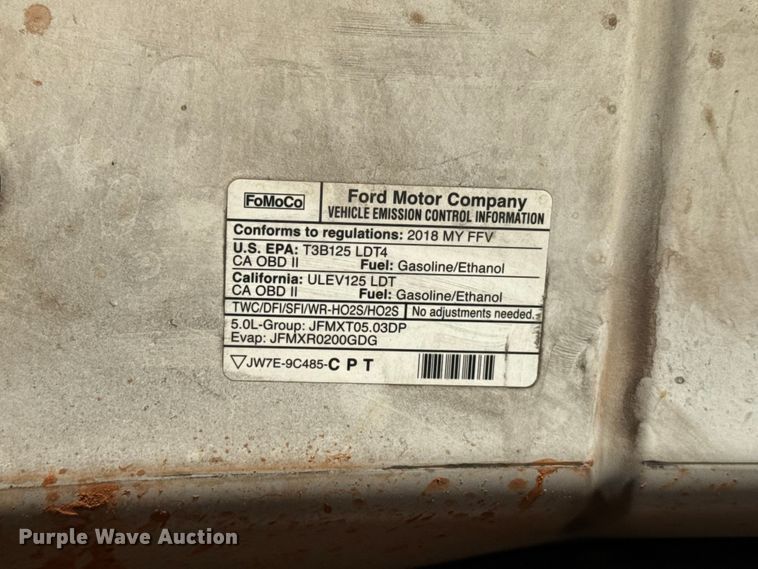 FoMoCo
Ford Motor Company
VEHICLE EMISSION CONTROL INFORMATION
Conforms to regulations: 2018 MY FFV
U.S. EPA: T3B125 LDT4
CA OBD II Fuel: Gasoline/Ethanol
California: ULEV125 LDT
CA OBD II Fuel: Gasoline/Ethanol
TWC/DFI/SFI/WR-HO2S/HO2S No adjustments needed.
5.0L-Group: JFMXT05.03DP
Evap: JFMXR0200GDG
▽JW7E-9C485-C P T
Purple Wave Auction